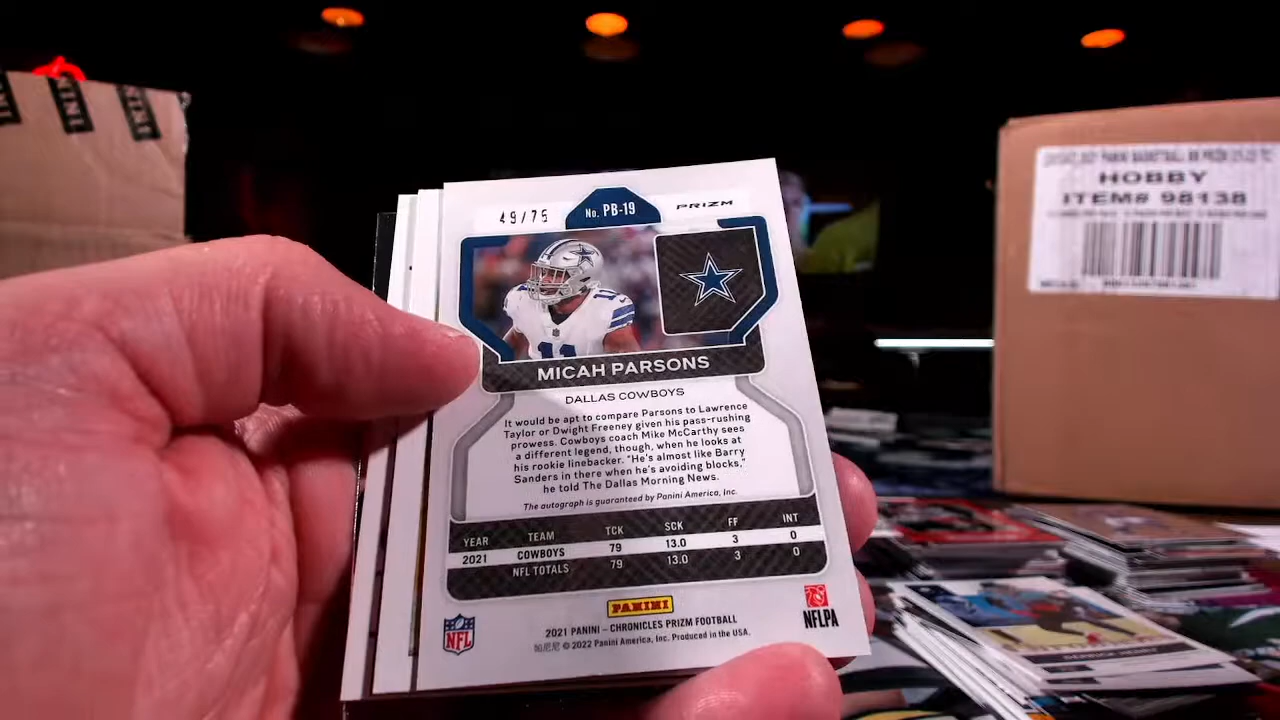 HOBBY
ITEM# 98138
49/75
No. PB-19
PRIZM
MICAH PARSONS
DALLAS COWBOYS
It would be apt to compare Parsons to Lawrence
Taylor or Dwight Freeney given his pass-rushing
prowess. Cowboys coach Mike McCarthy sees
a different legend, though, when he looks at
his rookie linebacker. "He's almost like Barry
Sanders in there when he's avoiding blocks,"
he told The Dallas Morning News.
The autograph is guaranteed by Panini America, Inc.
YEAR TEAM TCK SCK FF INT
2021 COWBOYS 79 13.0 3 0
NFL TOTALS 79 13.0 3 0
PANINI
NFL
NFLPA
2021 PANINI – CHRONICLES PRIZM FOOTBALL
© 2022 Panini America, Inc. Produced in the USA.
DERRICK HENRY